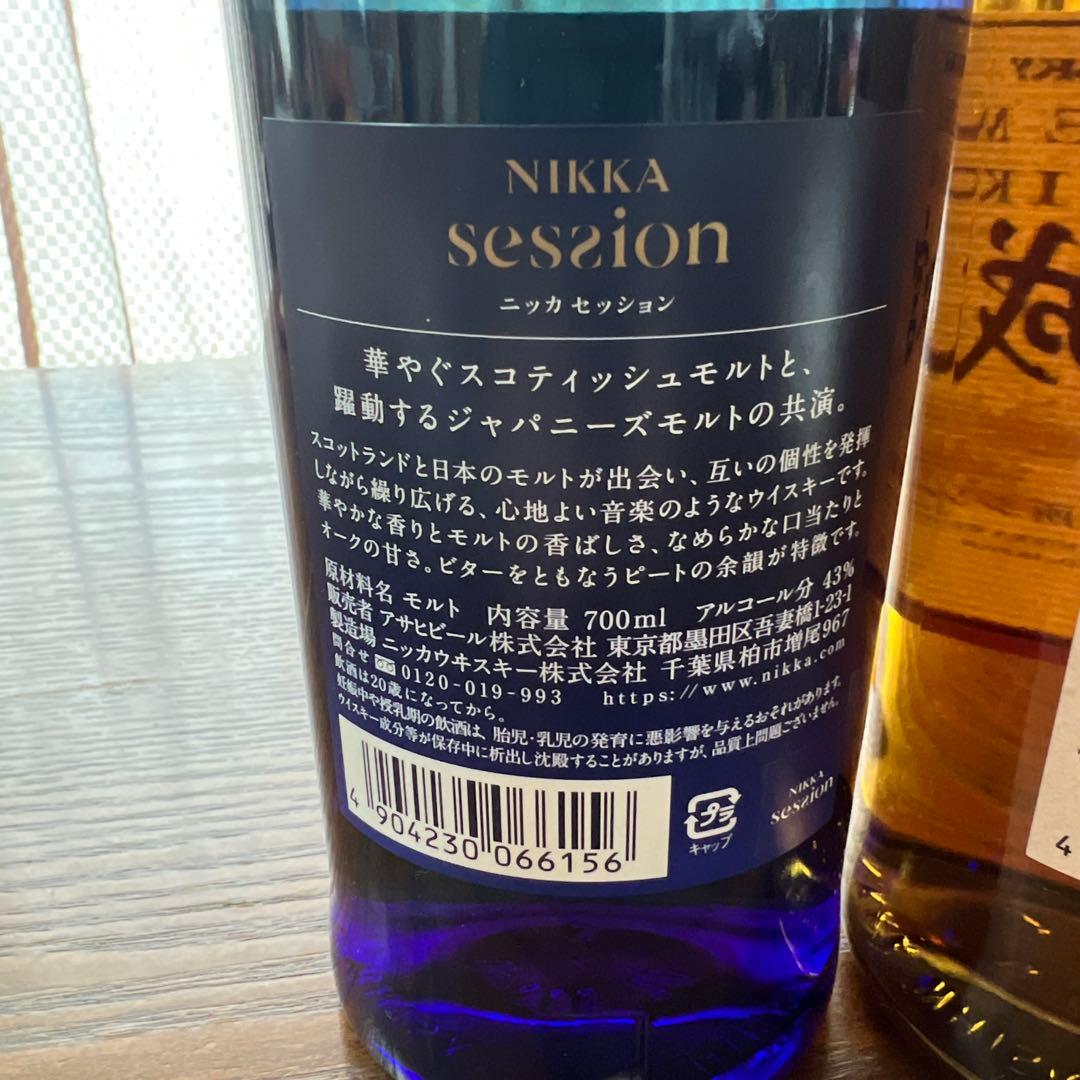 NIKKA
session
ニッカ セッション
華やぐスコティッシュモルトと、
躍動するジャパニーズモルトの共演。
スコットランドと日本のモルトが出会い、互いの個性を発揮
しながら繰り広げる、心地よい音楽のようなウイスキーです。
華やかな香りとモルトの香ばしさ、なめらかな口当たりと
オークの甘さ。ビターをともなうピートの余韻が特徴です。
原材料名 モルト 内容量 700ml アルコール分 43%
販売者 アサヒビール株式会社 東京都墨田区吾妻橋1-23-1
製造場 ニッカウヰスキー株式会社 千葉県柏市増尾967
問合せ 0120-019-993 https://www.nikka.com
飲酒は20歳になってから。
妊娠中や授乳期の飲酒は、胎児・乳児の発育に悪影響を与えるおそれがあります。
ウイスキー成分等が保存中に析出し沈殿することがありますが、品質上問題ございません。
4 904230 066156
プラ
キャップ
NIKKA
session
城
4